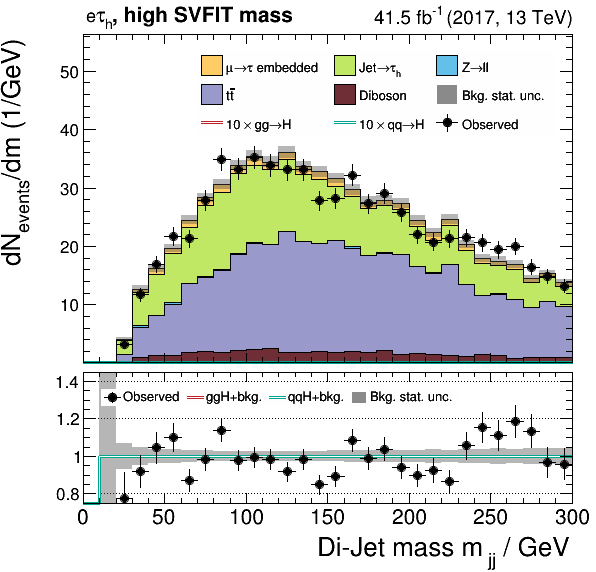 eτh, high SVFIT mass 41.5 fb⁻¹ (2017, 13 TeV)
dNevents/dm (1/GeV)
50
40
30
20
10
μ→τ embedded Jet→τh Z→ll
tt̄ Diboson Bkg. stat. unc.
10 × gg→H 10 × qq→H Observed
1.4
1.2
1
0.8
Observed ggH+bkg. qqH+bkg. Bkg. stat. unc.
0 50 100 150 200 250 300
Di-Jet mass mjj / GeV